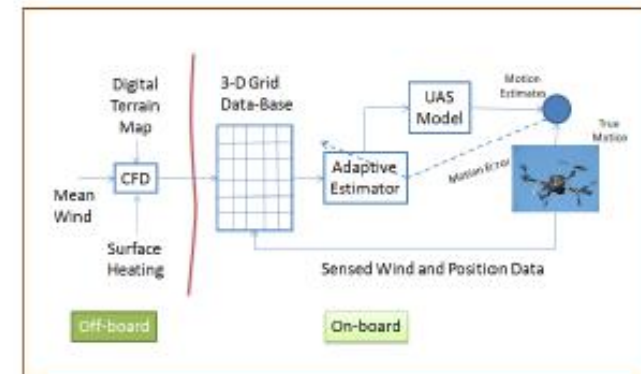 Digital
Terrain
Map
3-D Grid
Data-Base
UAS
Model
Motion
Estimates
True
Motion
CFD
Adaptive
Estimator
Motion Error
Mean
Wind
Surface
Heating
Sensed Wind and Position Data
Off-board
On-board